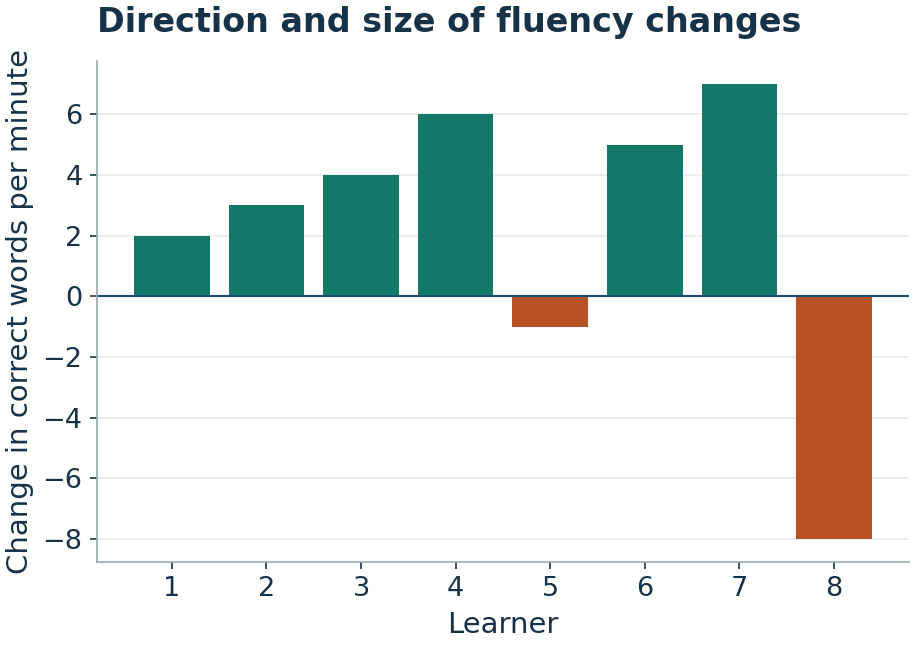 Direction and size of fluency changes
Change in correct words per minute
6
4
2
0
−2
−4
−6
−8
1 2 3 4 5 6 7 8
Learner